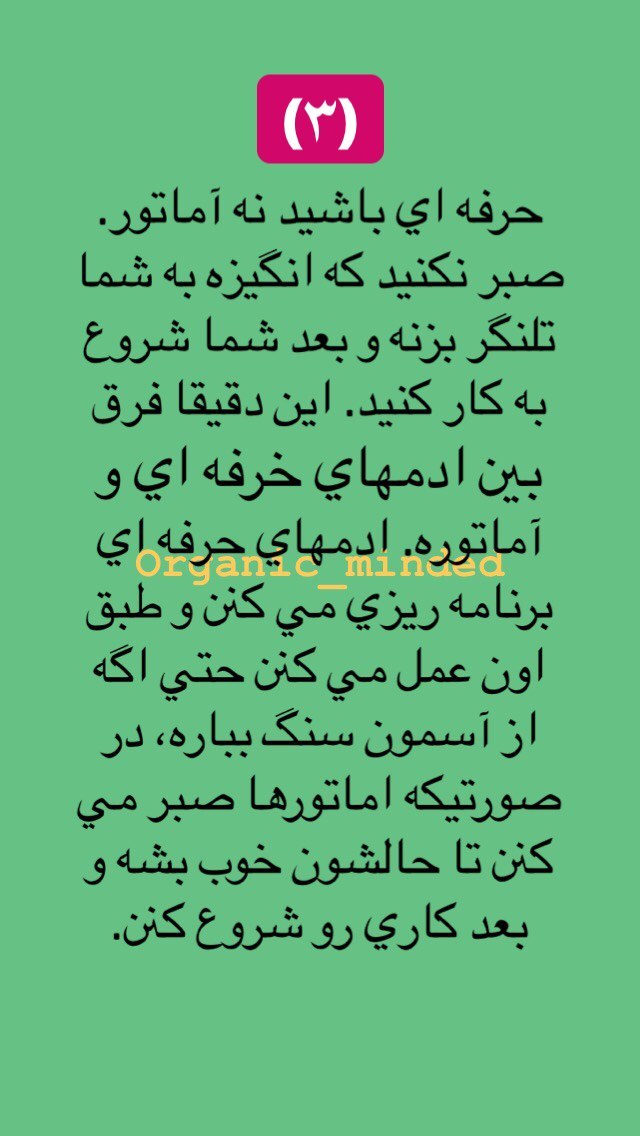 (٣)
حرفه اي باشيد نه آماتور.
صبر نكنيد كه انگيزه به شما
تلنگر بزنه و بعد شما شروع
به كار كنيد. اين دقيقا فرق
بين ادمهاي خرفه اي و
آماتوره. ادمهاي حرفه اي
Organic_minded
برنامه ريزي مي كنن و طبق
اون عمل مي كنن حتي اگه
از آسمون سنگ بباره، در
صورتيكه اماتورها صبر مي
كنن تا حالشون خوب بشه و
بعد كاري رو شروع كنن.